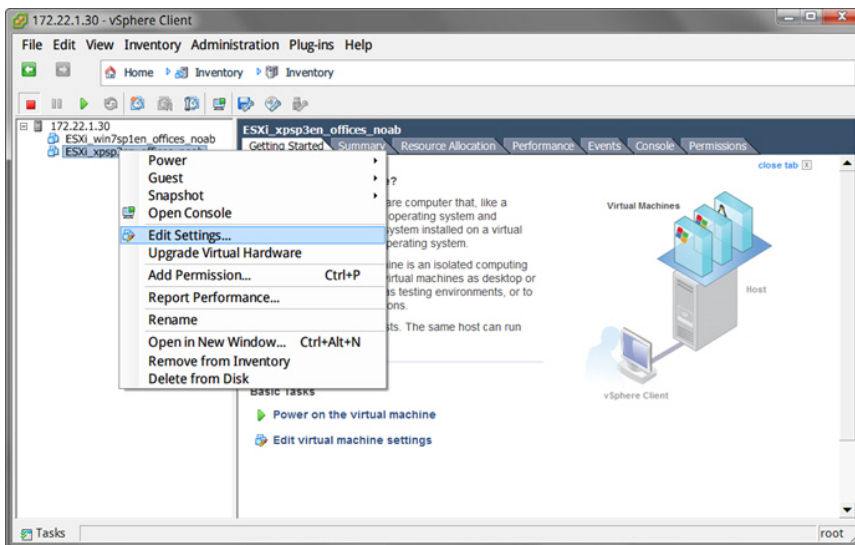 172.22.1.30 - vSphere Client
File Edit View Inventory Administration Plug-ins Help
Home Inventory Inventory
172.22.1.30
ESXi_win7sp1en_offices_noab
ESXi_xpsp3en_offices_noab
ESXi_xpsp3en_offices_noab
Getting Started Summary Resource Allocation Performance Events Console Permissions
close tab
Power
Guest
Snapshot
Open Console
Edit Settings...
Upgrade Virtual Hardware
Add Permission... Ctrl+P
Report Performance...
Rename
Open in New Window... Ctrl+Alt+N
Remove from Inventory
Delete from Disk
?
are computer that, like a
operating system and
system installed on a virtual
perating system.
ine is an isolated computing
virtual machines as desktop or
as testing environments, or to
ons.
sts. The same host can run
Virtual Machines
Host
vSphere Client
Basic Tasks
Power on the virtual machine
Edit virtual machine settings
Tasks
root